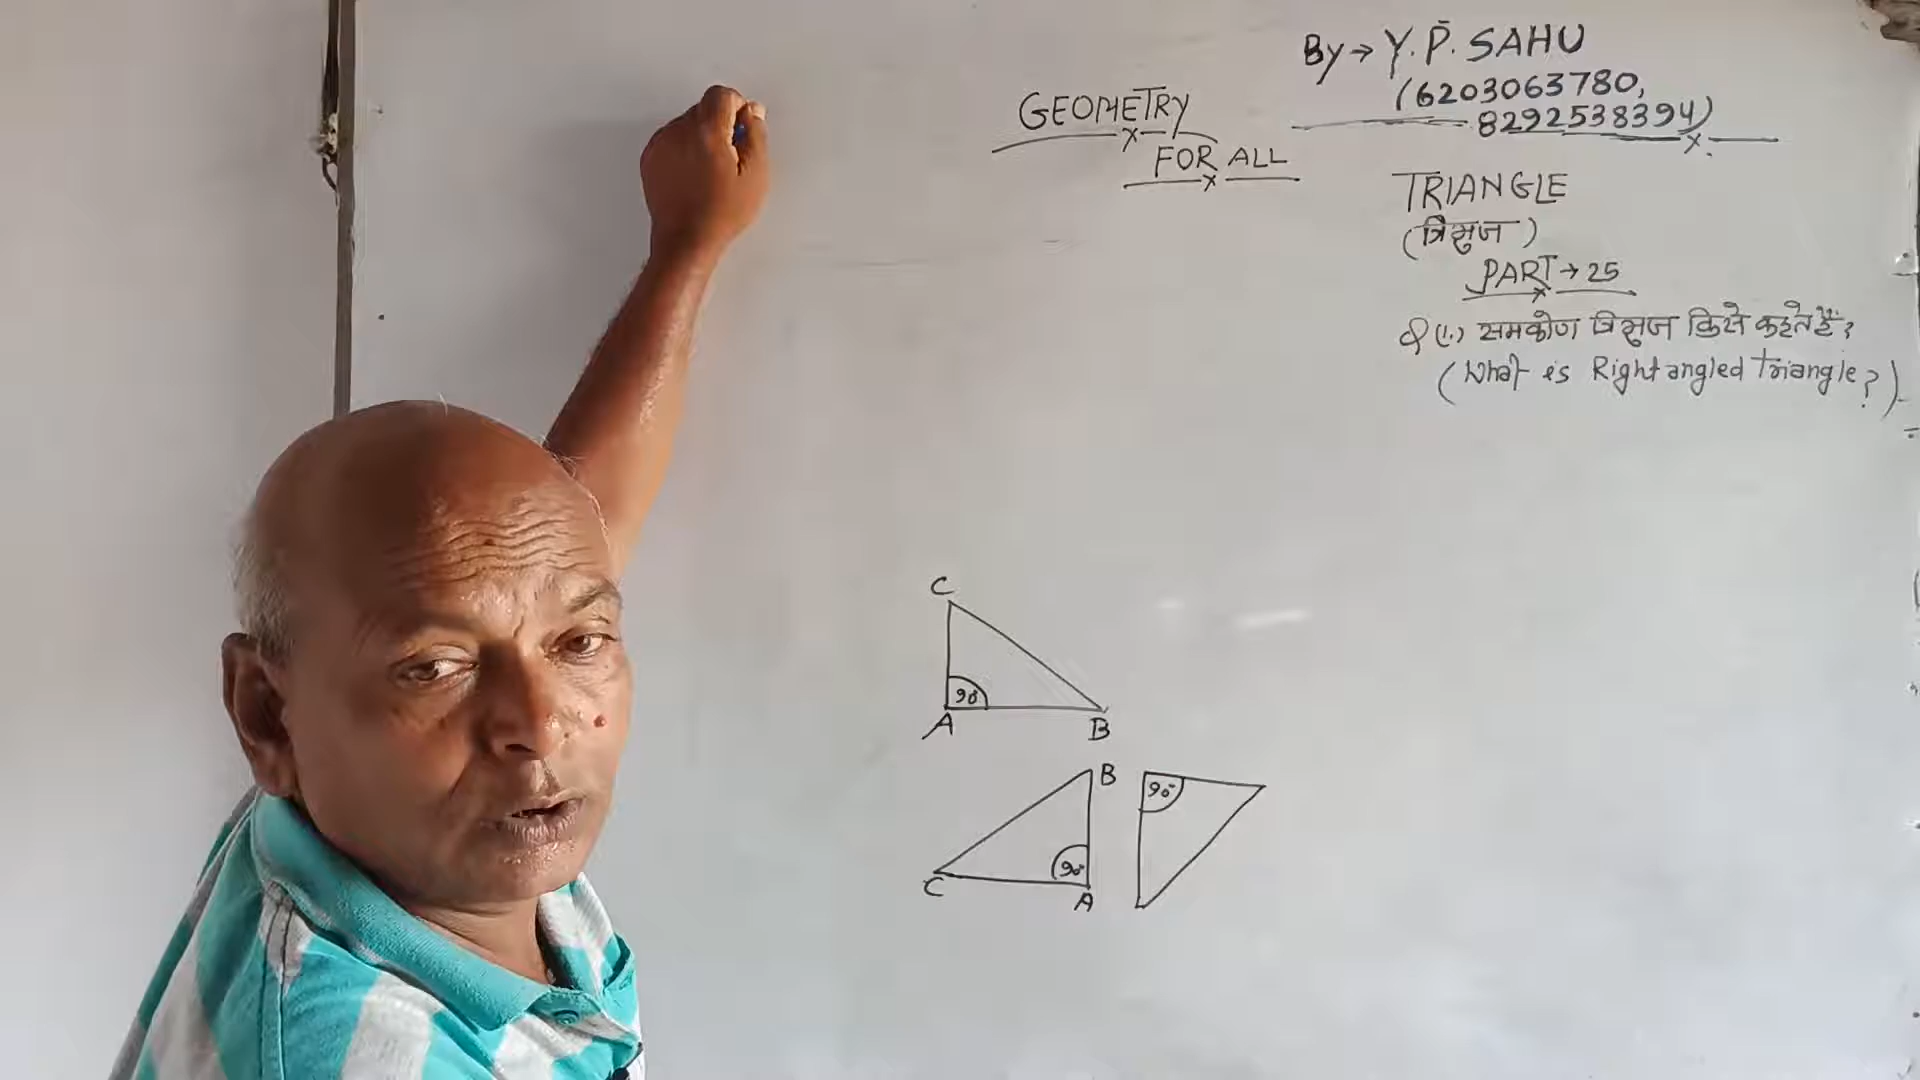 By → Y. P. SAHU
(6203063780,
8292538394)
GEOMETRY
FOR ALL
TRIANGLE
(त्रिभुज)
PART → 25
Q (1.) समकोण त्रिभुज किसे कहते हैं?
(What is Right angled Triangle?)
C
90°
A
B
B
90°
90°
C
A